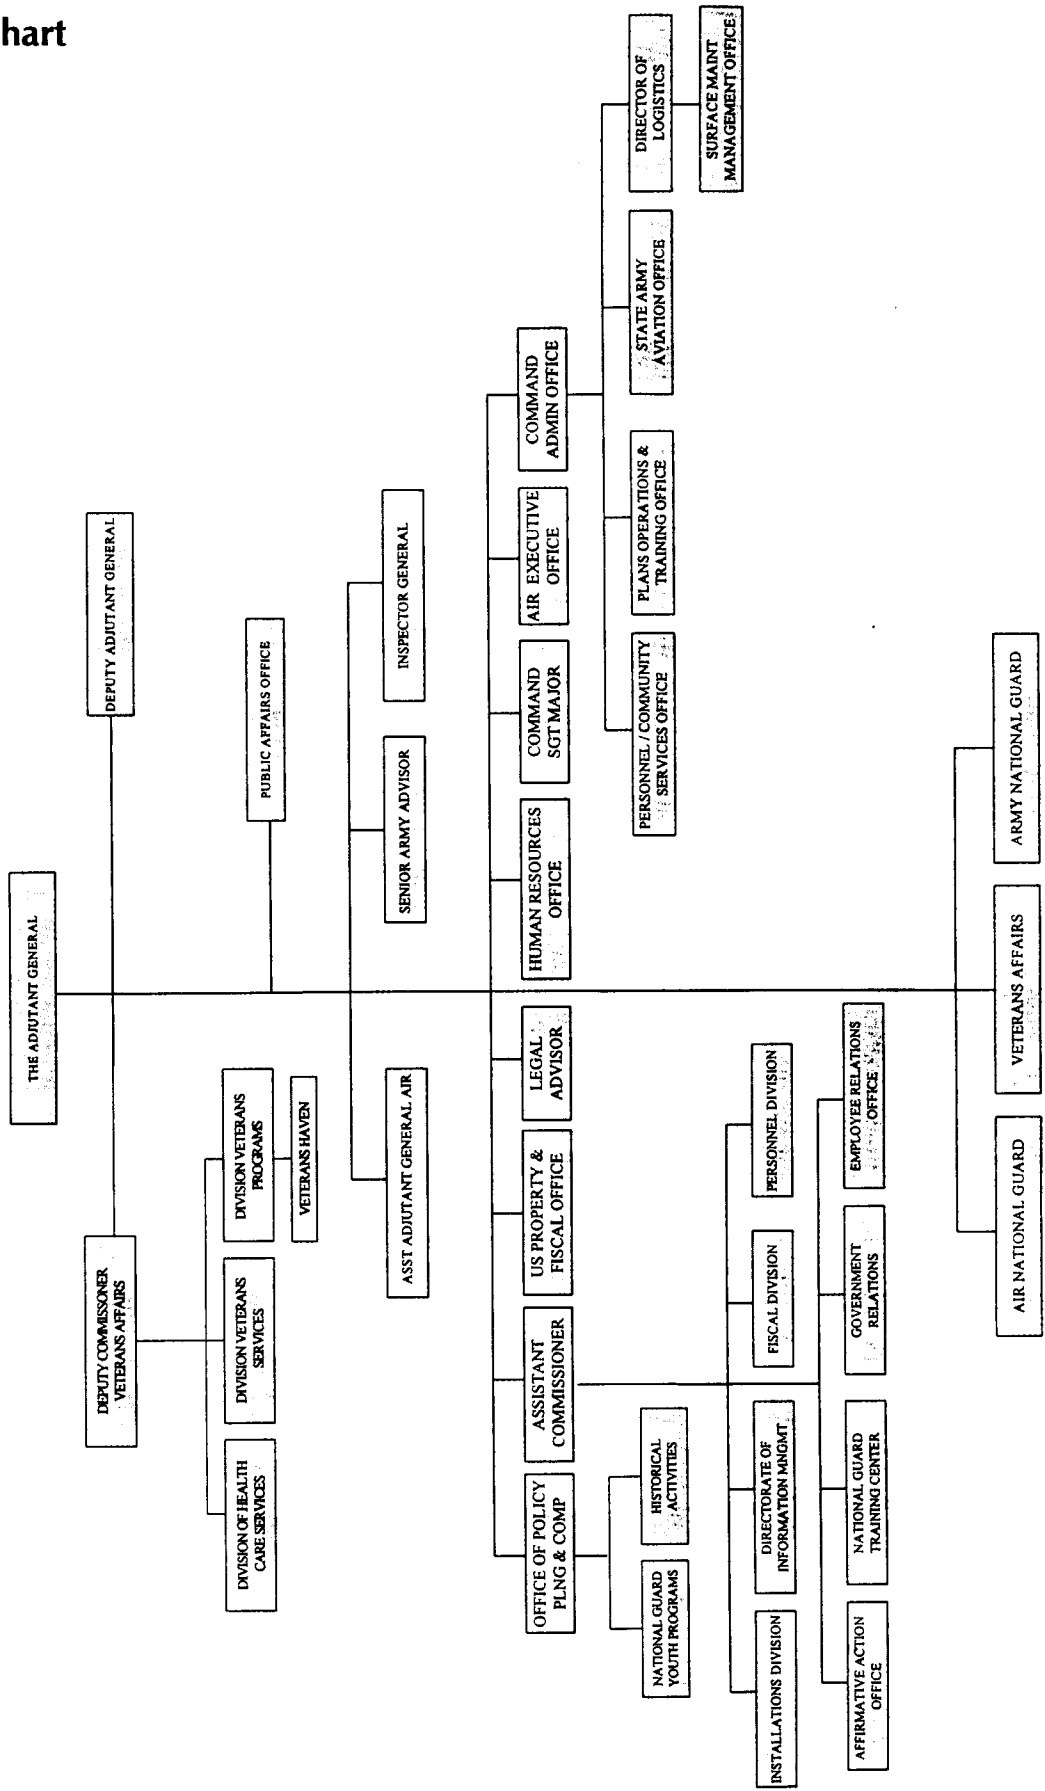 hart
THE ADJUTANT GENERAL
DEPUTY COMMISSONER
VETERANS AFFAIRS
DEPUTY ADJUTANT GENERAL
DIVISION OF HEALTH
CARE SERVICES
DIVISION VETERANS
SERVICES
DIVISION VETERANS
PROGRAMS
VETERANS HAVEN
PUBLIC AFFAIRS OFFICE
ASST ADJUTANT GENERAL AIR
SENIOR ARMY ADVISOR
INSPECTOR GENERAL
OFFICE OF POLICY
PLNG & COMP
ASSISTANT
COMMISSIONER
US PROPERTY &
FISCAL OFFICE
LEGAL
ADVISOR
HUMAN RESOURCES
OFFICE
COMMAND
SGT MAJOR
AIR EXECUTIVE
OFFICE
COMMAND
ADMIN OFFICE
NATIONAL GUARD
YOUTH PROGRAMS
HISTORICAL
ACTIVITIES
PERSONNEL / COMMUNITY
SERVICES OFFICE
PLANS OPERATIONS &
TRAINING OFFICE
STATE ARMY
AVIATION OFFICE
DIRECTOR OF
LOGISTICS
SURFACE MAINT
MANAGEMENT OFFICE
INSTALLATIONS DIVISION
DIRECTORATE OF
INFORMATION MNGMT
FISCAL DIVISION
PERSONNEL DIVISION
AFFIRMATIVE ACTION
OFFICE
NATIONAL GUARD
TRAINING CENTER
GOVERNMENT
RELATIONS
EMPLOYEE RELATIONS
OFFICE
AIR NATIONAL GUARD
VETERANS AFFAIRS
ARMY NATIONAL GUARD